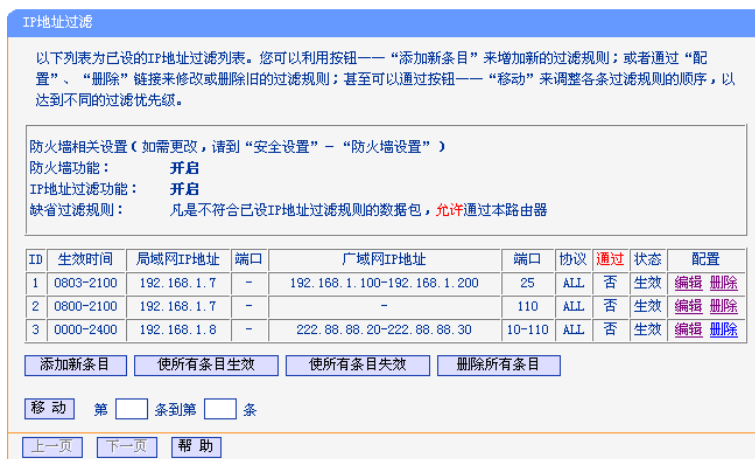 IP地址过滤
以下列表为已设的IP地址过滤列表。您可以利用按钮——“添加新条目”来增加新的过滤规则；或者通过“配
置”、“删除”链接来修改或删除旧的过滤规则；甚至可以通过按钮——“移动”来调整各条过滤规则的顺序，以
达到不同的过滤优先级。
防火墙相关设置（如需更改，请到“安全设置”－“防火墙设置”）
防火墙功能： 开启
IP地址过滤功能： 开启
缺省过滤规则： 凡是不符合已设IP地址过滤规则的数据包，允许通过本路由器
ID 生效时间 局域网IP地址 端口 广域网IP地址 端口 协议 通过 状态 配置
1 0803-2100 192.168.1.7 - 192.168.1.100-192.168.1.200 25 ALL 否 生效 编辑 删除
2 0800-2100 192.168.1.7 - - 110 ALL 否 生效 编辑 删除
3 0000-2400 192.168.1.8 - 222.88.88.20-222.88.88.30 10-110 ALL 否 生效 编辑 删除
添加新条目 使所有条目生效 使所有条目失效 删除所有条目
移 动 第 条到第 条
上一页 下一页 帮 助